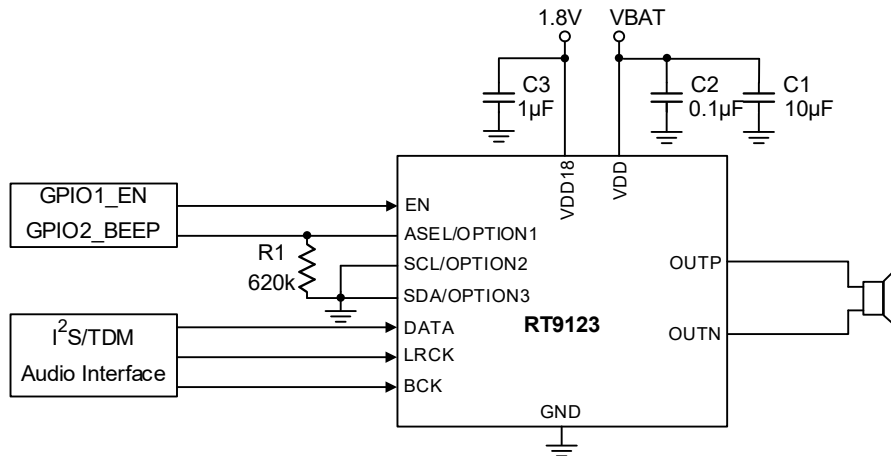 1.8V
VBAT
C3
1µF
C2
0.1µF
C1
10µF
VDD18
VDD
GPIO1_EN
GPIO2_BEEP
EN
ASEL/OPTION1
R1
620k
SCL/OPTION2
SDA/OPTION3
OUTP
OUTN
RT9123
I²S/TDM
Audio Interface
DATA
LRCK
BCK
GND